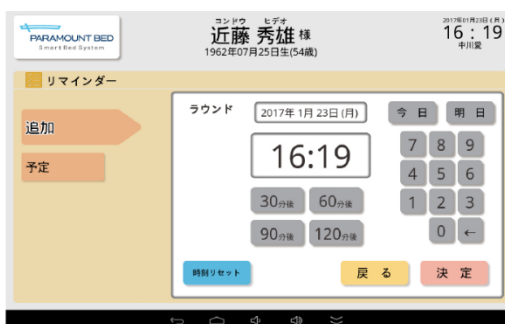 PARAMOUNT BED
Smart Bed System
コンドウ ヒデオ
近藤 秀雄 様
1962年07月25日生(54歳)
2017年01月23日(月)
16:19
中川愛
リマインダー
追加
予定
ラウンド
2017年 1月 23日 (月)
今 日
明 日
16:19
7 8 9
4 5 6
1 2 3
0 ←
30分後 60分後
90分後 120分後
時刻リセット
戻 る
決 定